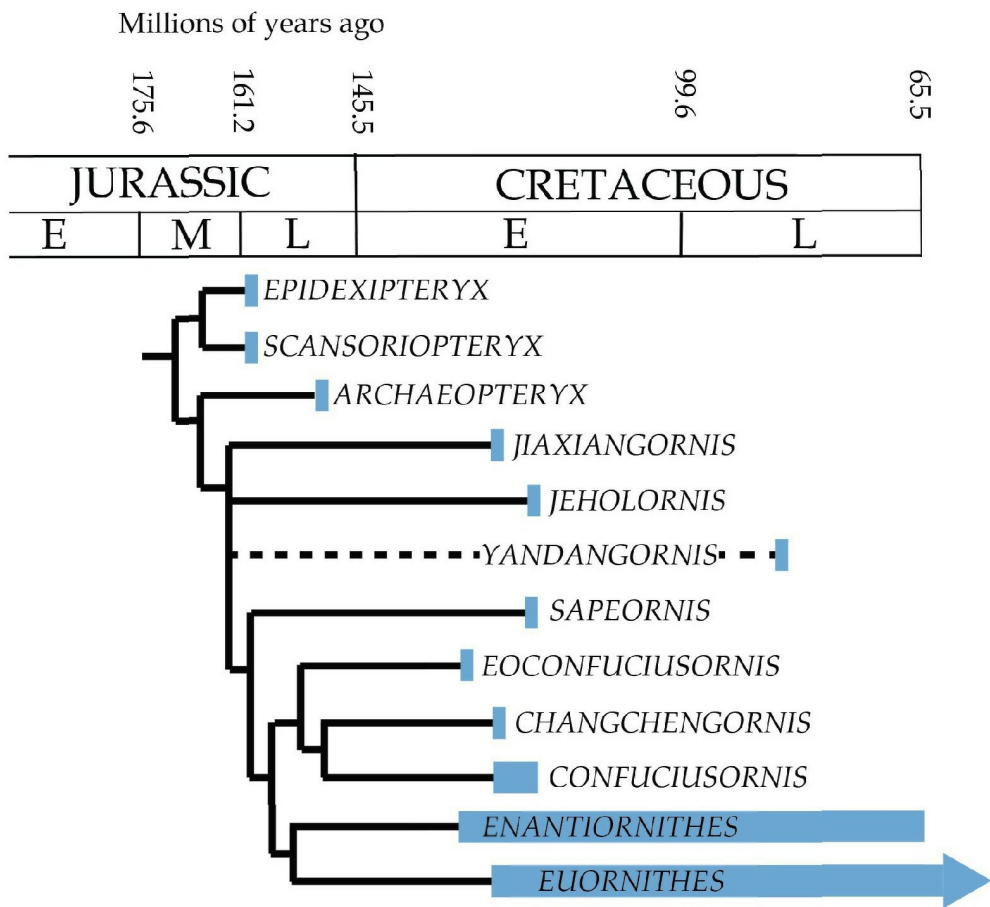 Millions of years ago
175.6 161.2 145.5 99.6 65.5
JURASSIC CRETACEOUS
E M L E L
EPIDEXIPTERYX
SCANSORIOPTERYX
ARCHAEOPTERYX
JIAXIANGORNIS
JEHOLORNIS
YANDANGORNIS
SAPEORNIS
EOCONFUCIUSORNIS
CHANGCHENGORNIS
CONFUCIUSORNIS
ENANTIORNITHES
EUORNITHES